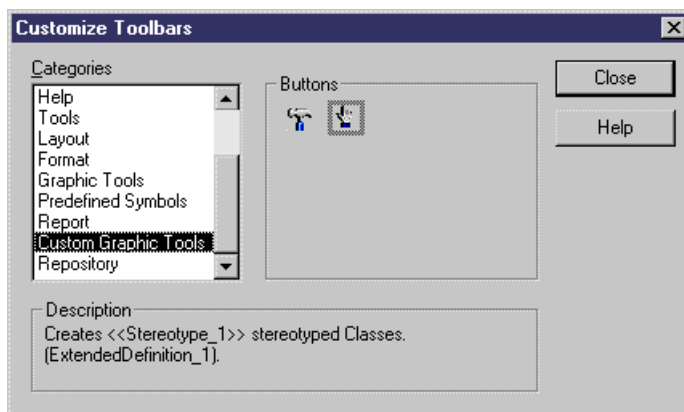 Customize Toolbars
Categories
Help
Tools
Layout
Format
Graphic Tools
Predefined Symbols
Report
Custom Graphic Tools
Repository
Buttons
Close
Help
Description
Creates <<Stereotype_1>> stereotyped Classes.
(ExtendedDefinition_1).